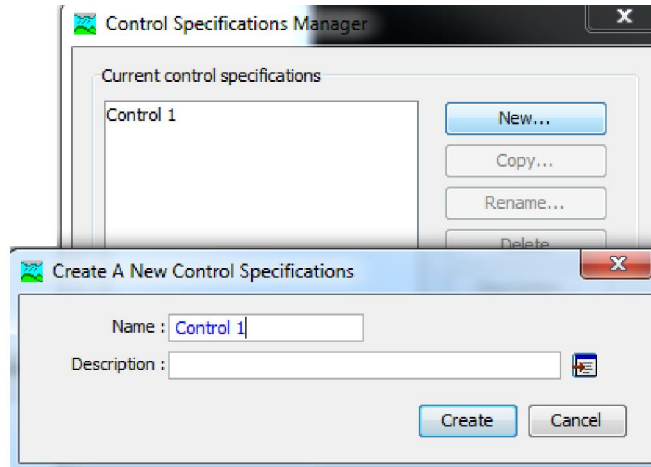 Control Specifications Manager
Current control specifications
Control 1
New...
Copy...
Rename...
Delete
Create A New Control Specifications
Name : Control 1
Description :
Create Cancel